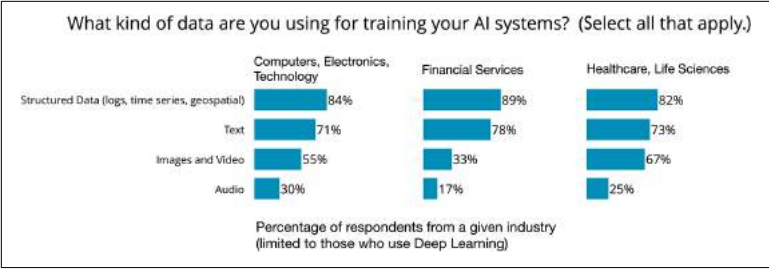 What kind of data are you using for training your AI systems? (Select all that apply.)
Computers, Electronics,
Technology
Financial Services
Healthcare, Life Sciences
Structured Data (logs, time series, geospatial) 84% 89% 82%
Text 71% 78% 73%
Images and Video 55% 33% 67%
Audio 30% 17% 25%
Percentage of respondents from a given industry
(limited to those who use Deep Learning)